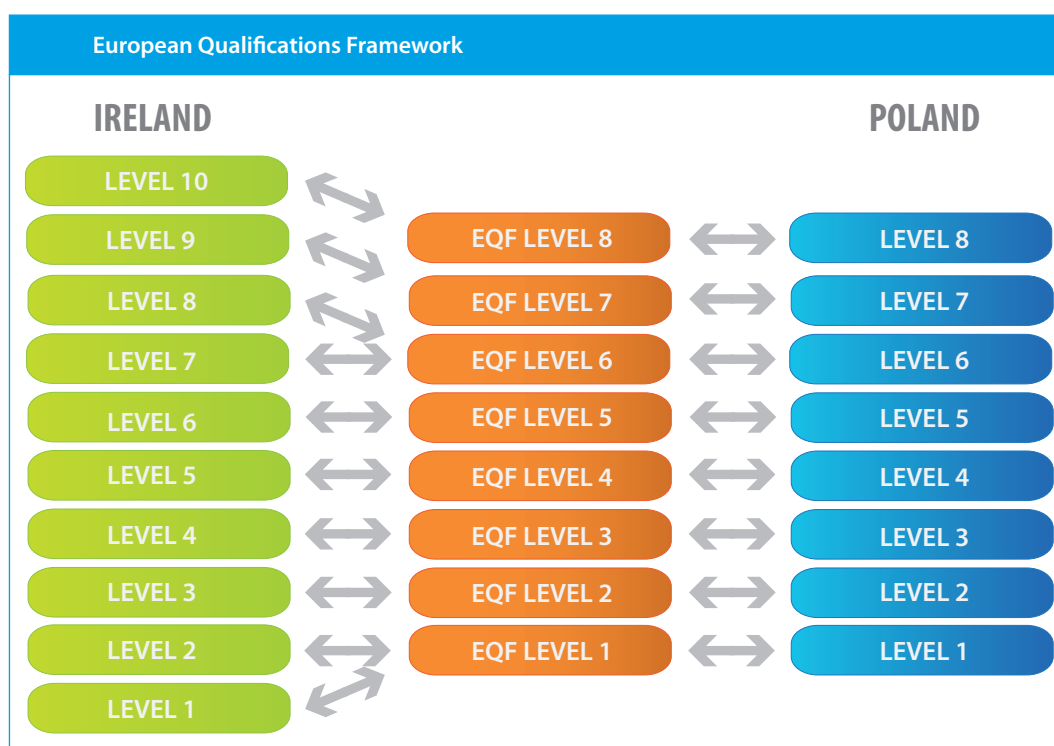 European Qualifications Framework
IRELAND
POLAND
LEVEL 10
LEVEL 9
EQF LEVEL 8
LEVEL 8
LEVEL 8
EQF LEVEL 7
LEVEL 7
LEVEL 7
EQF LEVEL 6
LEVEL 6
LEVEL 6
EQF LEVEL 5
LEVEL 5
LEVEL 5
EQF LEVEL 4
LEVEL 4
LEVEL 4
EQF LEVEL 3
LEVEL 3
LEVEL 3
EQF LEVEL 2
LEVEL 2
LEVEL 2
EQF LEVEL 1
LEVEL 1
LEVEL 1